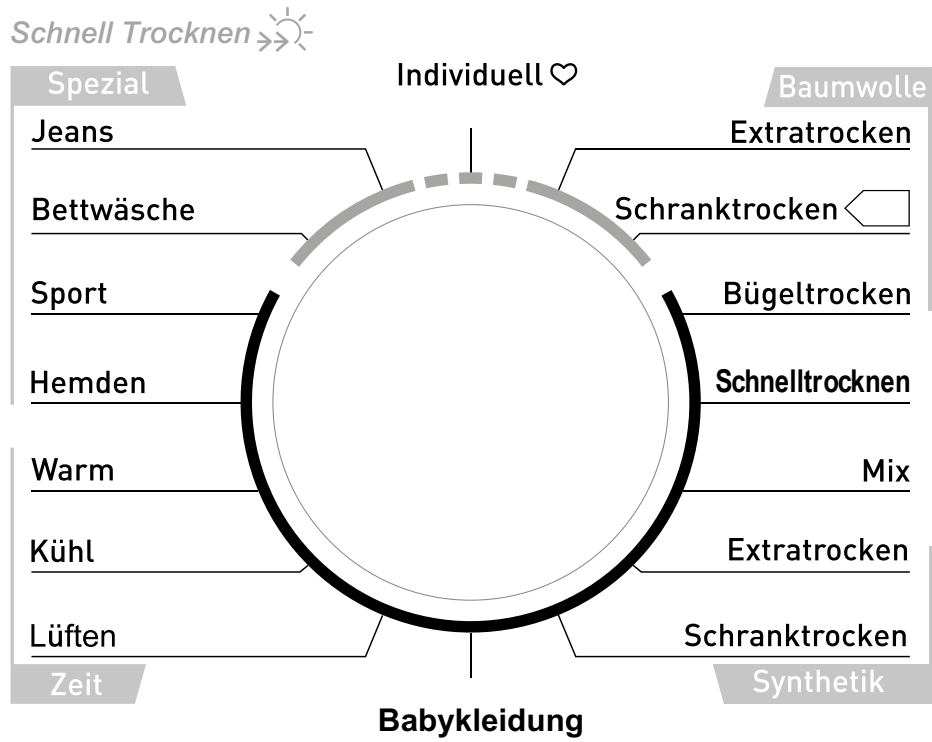 Schnell Trocknen
Individuell
Spezial
Jeans
Bettwäsche
Sport
Hemden
Warm
Kühl
Lüften
Zeit
Baumwolle
Extratrocken
Schranktrocken
Bügeltrocken
Schnelltrocknen
Mix
Extratrocken
Schranktrocken
Synthetik
Babykleidung